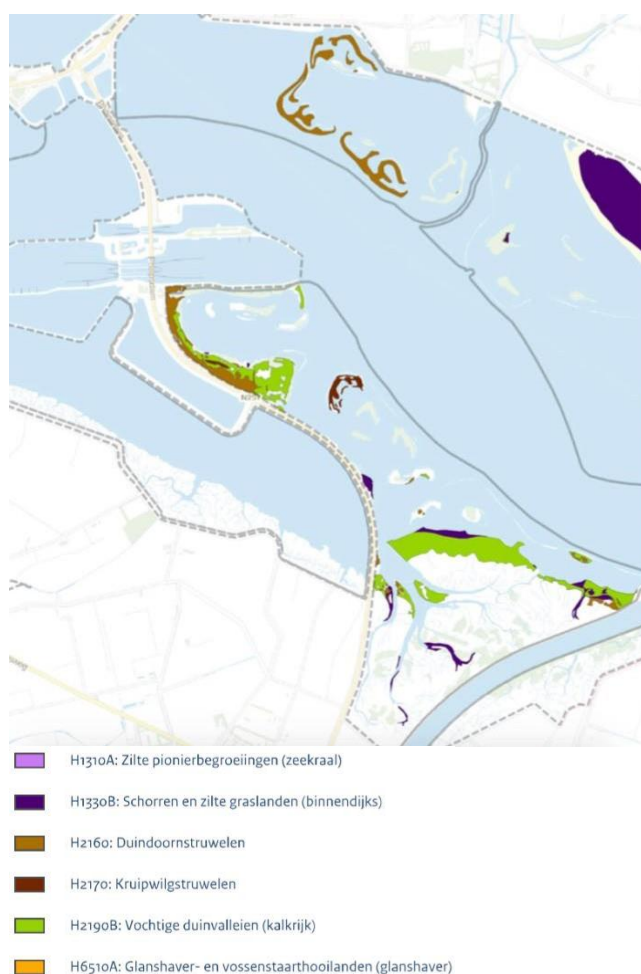 H1310A: Zilte pionierbegroeiingen (zeekraal)
H1330B: Schorren en zilte graslanden (binnendijks)
H2160: Duindoornstruwelen
H2170: Kruipwilgstruwelen
H2190B: Vochtige duinvalleien (kalkrijk)
H6510A: Glanshaver- en vossenstaarthooilanden (glanshaver)